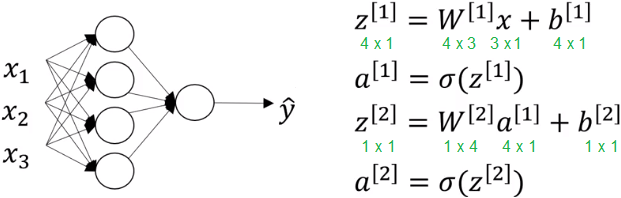 x₁
x₂
x₃
ŷ
z[1] = W[1]x + b[1]
4 x 1 4 x 3 3 x 1 4 x 1
a[1] = σ(z[1])
z[2] = W[2]a[1] + b[2]
1 x 1 1 x 4 4 x 1 1 x 1
a[2] = σ(z[2])